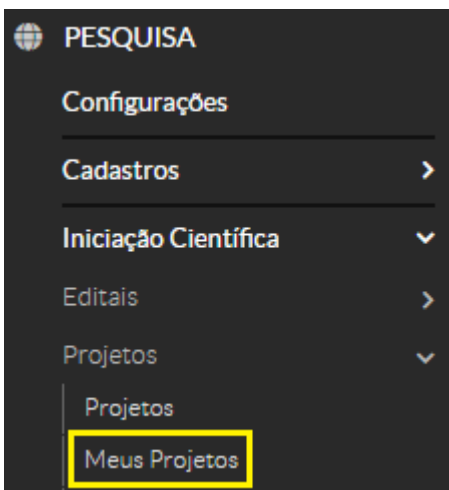 PESQUISA
Configurações
Cadastros
Iniciação Científica
Editais
Projetos
Projetos
Meus Projetos